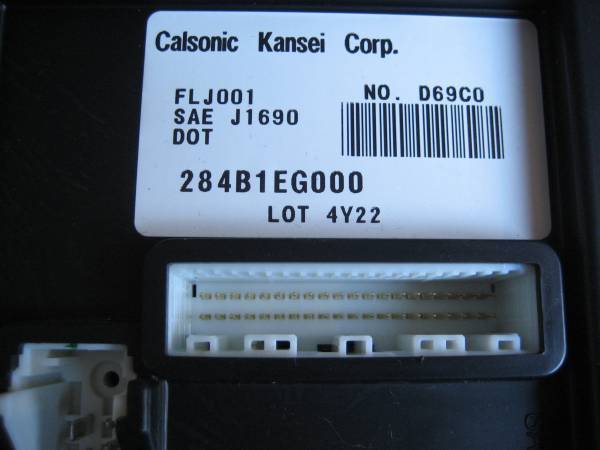 Calsonic Kansei Corp.
FLJ001
NO. D69C0
SAE J1690
DOT
284B1EG000
LOT 4Y22